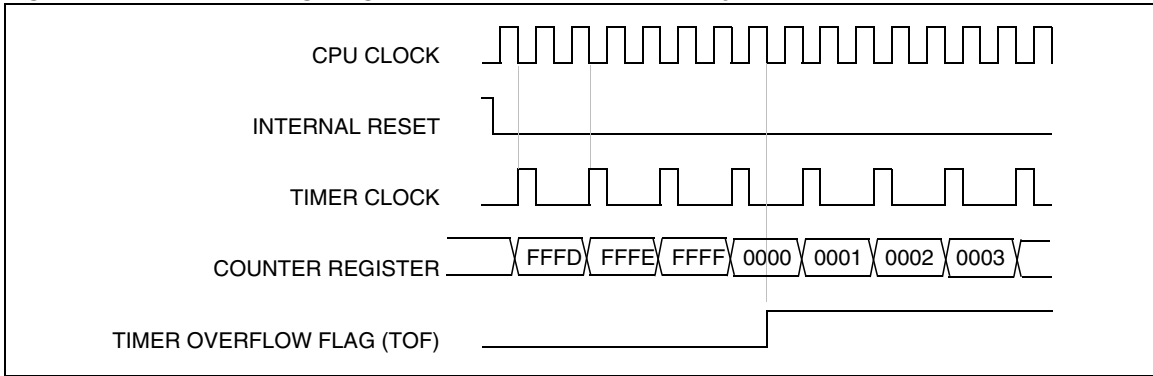 CPU CLOCK
INTERNAL RESET
TIMER CLOCK
COUNTER REGISTER
FFFD FFFE FFFF 0000 0001 0002 0003
TIMER OVERFLOW FLAG (TOF)